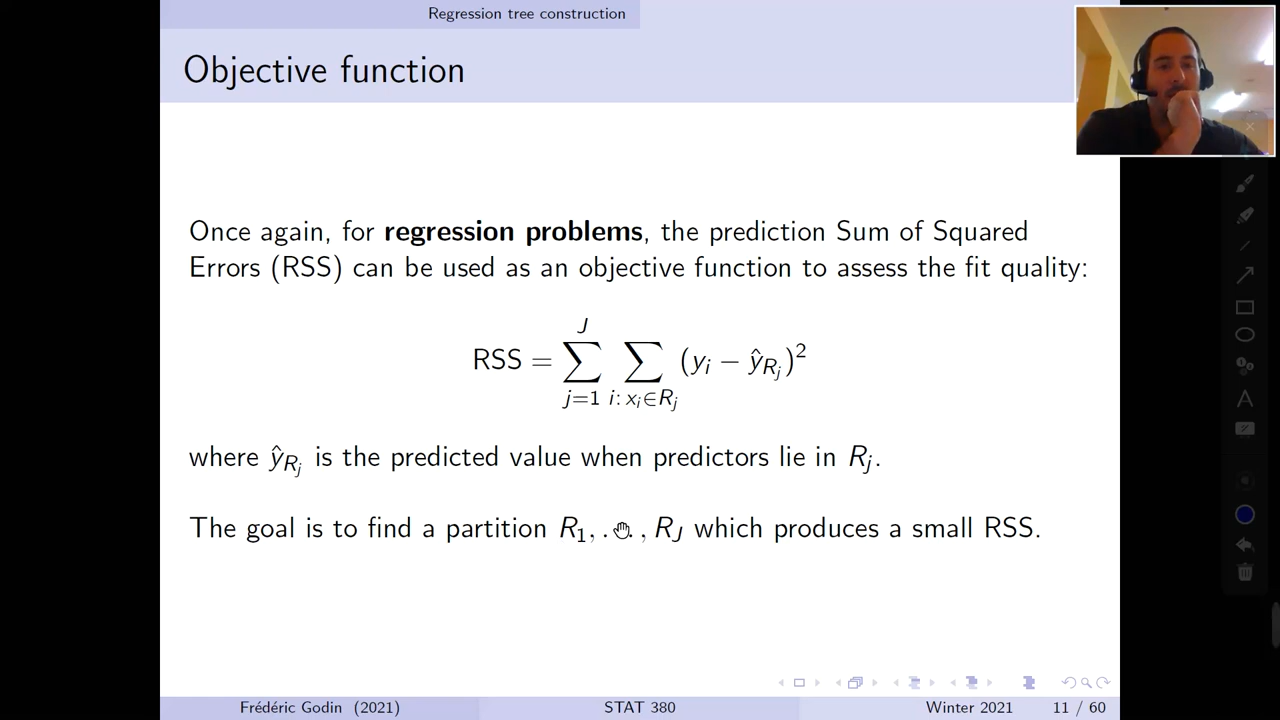 Regression tree construction
Objective function
Once again, for regression problems, the prediction Sum of Squared
Errors (RSS) can be used as an objective function to assess the fit quality:
RSS = ∑_{j=1}^{J} ∑_{i: x_i∈R_j} (y_i − ŷ_{R_j})²
where ŷ_{R_j} is the predicted value when predictors lie in R_j.
The goal is to find a partition R_1, . . . , R_J which produces a small RSS.
Frédéric Godin (2021) STAT 380 Winter 2021 11 / 60